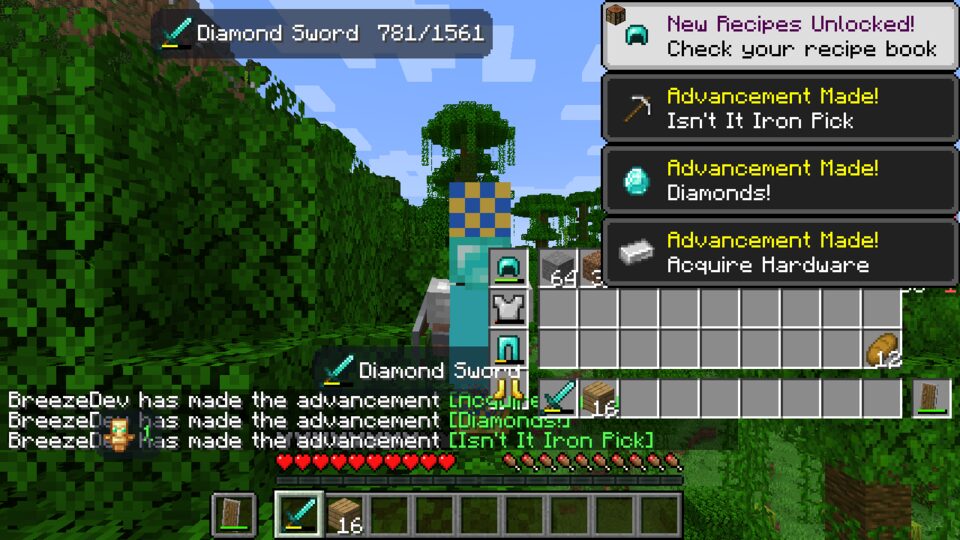 Diamond Sword 781/1561
New Recipes Unlocked!
Check your recipe book
Advancement Made!
Isn't It Iron Pick
Advancement Made!
Diamonds!
Advancement Made!
Acquire Hardware
64
12
Diamond Sword
16
BreezeDev has made the advancement
BreezeDev has made the advancement [Diamonds!]
1
BreezeDev has made the advancement [Isn't It Iron Pick]
16